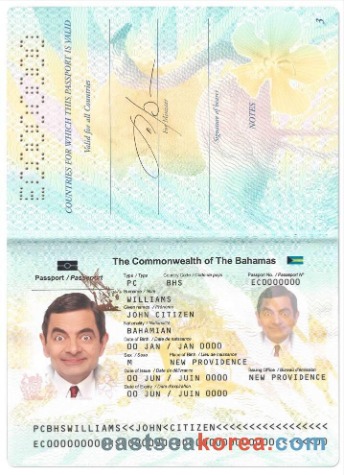 COUNTRIES FOR WHICH THIS PASSPORT IS VALID
Valid for all Countries
For Minister
Signature of bearer
NOTES
The Commonwealth of The Bahamas
Passport / Passeport
Type / Type
Country Code / Code du pays
Passport No. / Passeport N°
PC
BHS
EC0000000
Surname / Nom
WILLIAMS
Given names / Prénoms
JOHN CITIZEN
Nationality / Nationalité
BAHAMIAN
Date of Birth / Date de naissance
00 JAN / JAN 0000
Sex / Sexe
Place of Birth / Lieu de naissance
M
NEW PROVIDENCE
Date of Issue / Date de délivrance
Issuing Office / Bureau d'émission
00 JUN / JUIN 0000
NEW PROVIDENCE
Date of Expiry / Date d'expiration
00 JUN / JUIN 0000
PCBHSWILLIAMS<<JOHN<CITIZEN<<<<<<<<<<<<<<<<<
eastseakorea.com